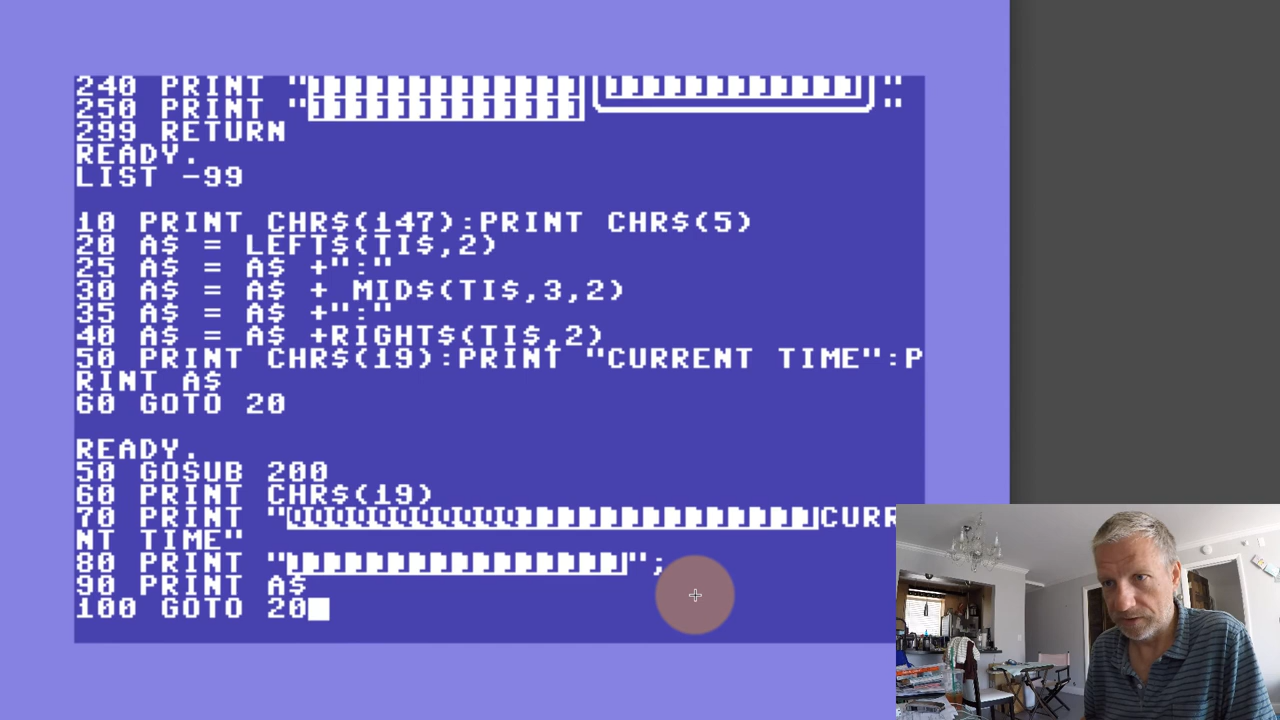 240 PRINT "]]]]]]]]]]]]] ]]]]]]]]]]]] "
250 PRINT "]]]]]]]]]]]]] "
299 RETURN
READY.
LIST -99
10 PRINT CHR$(147):PRINT CHR$(5)
20 A$ = LEFT$(TI$,2)
25 A$ = A$ +":"
30 A$ = A$ + MID$(TI$,3,2)
35 A$ = A$ +":"
40 A$ = A$ +RIGHT$(TI$,2)
50 PRINT CHR$(19):PRINT "CURRENT TIME":P
RINT A$
60 GOTO 20
READY.
50 GOSUB 200
60 PRINT CHR$(19)
70 PRINT "QQQQQQQQQQQ]]]]]]]]]]]]]]CURR
NT TIME"
80 PRINT "]]]]]]]]]]]]]]]]";
90 PRINT A$
100 GOTO 20